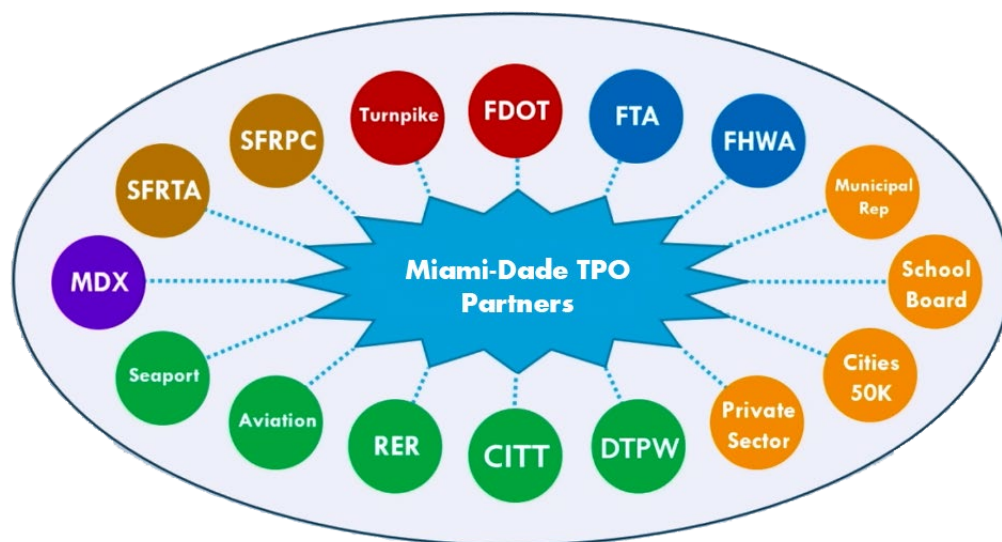 Turnpike
FDOT
FTA
FHWA
SFRPC
SFRTA
MDX
Seaport
Aviation
RER
CITT
DTPW
Private
Sector
Cities
50K
School
Board
Municipal
Rep
Miami-Dade TPO
Partners